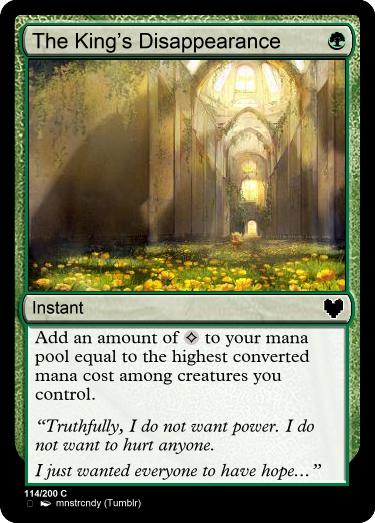 The King's Disappearance
Instant
Add an amount of to your mana
pool equal to the highest converted
mana cost among creatures you
control.
“Truthfully, I do not want power. I do
not want to hurt anyone.
I just wanted everyone to have hope…”
114/200 C
mnstrcndy (Tumblr)